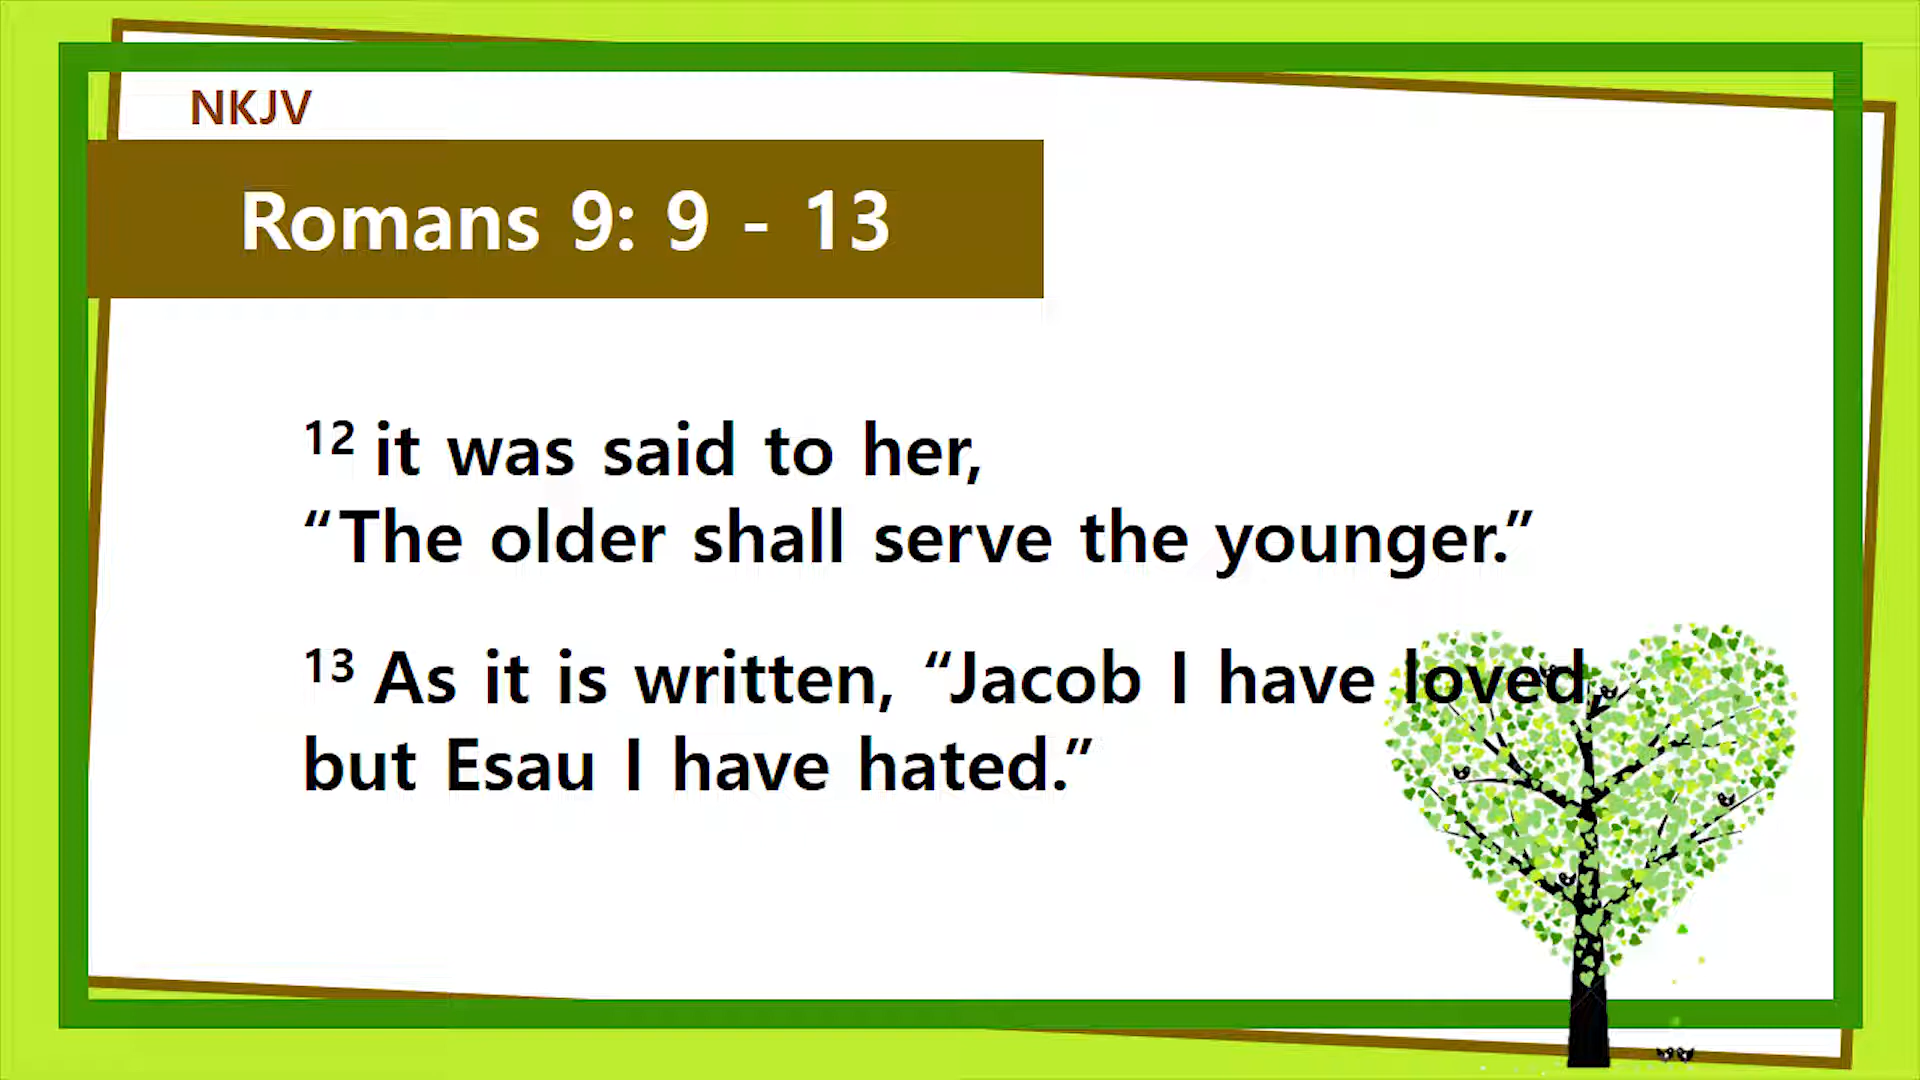 NKJV
Romans 9: 9 - 13
12 it was said to her,
“The older shall serve the younger.”
13 As it is written, “Jacob I have loved,
but Esau I have hated.”